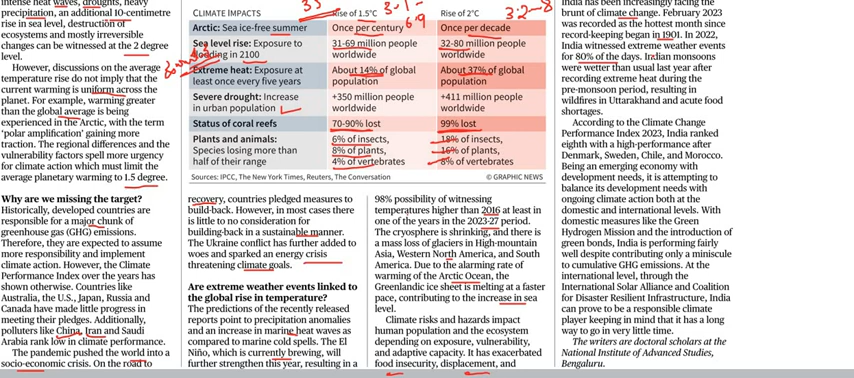 intense heat waves, droughts, heavy
precipitation, an additional 10-centimetre
rise in sea level, destruction of
ecosystems and mostly irreversible
changes can be witnessed at the 2 degree
level.
However, discussions on the average
temperature rise do not imply that the
current warming is uniform across the
planet. For example, warming greater
than the global average is being
experienced in the Arctic, with the term
'polar amplification' gaining more
traction. The regional differences and the
vulnerability factors spell more urgency
for climate action which must limit the
average planetary warming to 1.5 degree.
Why are we missing the target?
Historically, developed countries are
responsible for a major chunk of
greenhouse gas (GHG) emissions.
Therefore, they are expected to assume
more responsibility and implement
climate action. However, the Climate
Performance Index over the years has
shown otherwise. Countries like
Australia, the U.S., Japan, Russia and
Canada have made little progress in
meeting their pledges. Additionally,
polluters like China, Iran and Saudi
Arabia rank low in climate performance.
The pandemic pushed the world into a
socio-economic crisis. On the road to
CLIMATE IMPACTS Rise of 1.5°C Rise of 2°C
Arctic: Sea ice-free summer Once per century Once per decade
Sea level rise: Exposure to 31-69 million people 32-80 million people
flooding in 2100 worldwide worldwide
Extreme heat: Exposure at About 14% of global About 37% of global
least once every five years population population
Severe drought: Increase +350 million people +411 million people
in urban population worldwide worldwide
Status of coral reefs 70-90% lost 99% lost
Plants and animals: 6% of insects, 18% of insects,
Species losing more than 8% of plants, 16% of plants,
half of their range 4% of vertebrates 8% of vertebrates
Sources: IPCC, The New York Times, Reuters, The Conversation © GRAPHIC NEWS
recovery, countries pledged measures to
build-back. However, in most cases there
is little to no consideration for
building-back in a sustainable manner.
The Ukraine conflict has further added to
woes and sparked an energy crisis
threatening climate goals.
Are extreme weather events linked to
the global rise in temperature?
The predictions of the recently released
reports point to precipitation anomalies
and an increase in marine heat waves as
compared to marine cold spells. The El
Niño, which is currently brewing, will
further strengthen this year, resulting in a
98% possibility of witnessing
temperatures higher than 2016 at least in
one of the years in the 2023-27 period.
The cryosphere is shrinking, and there is
a mass loss of glaciers in High-mountain
Asia, Western North America, and South
America. Due to the alarming rate of
warming of the Arctic Ocean, the
Greenlandic ice sheet is melting at a faster
pace, contributing to the increase in sea
level.
Climate risks and hazards impact
human population and the ecosystem
depending on exposure, vulnerability,
and adaptive capacity. It has exacerbated
food insecurity, displacement, and
India has been increasingly facing the
brunt of climate change. February 2023
was recorded as the hottest month since
record-keeping began in 1901. In 2022,
India witnessed extreme weather events
for 80% of the days. Indian monsoons
were wetter than usual last year after
recording extreme heat during the
pre-monsoon period, resulting in
wildfires in Uttarakhand and acute food
shortages.
According to the Climate Change
Performance Index 2023, India ranked
eighth with a high-performance after
Denmark, Sweden, Chile, and Morocco.
Being an emerging economy with
development needs, it is attempting to
balance its development needs with
ongoing climate action both at the
domestic and international levels. With
domestic measures like the Green
Hydrogen Mission and the introduction of
green bonds, India is performing fairly
well despite contributing only a miniscule
to cumulative GHG emissions. At the
international level, through the
International Solar Alliance and Coalition
for Disaster Resilient Infrastructure, India
can prove to be a responsible climate
player keeping in mind that it has a long
way to go in very little time.
The writers are doctoral scholars at the
National Institute of Advanced Studies,
Bengaluru.